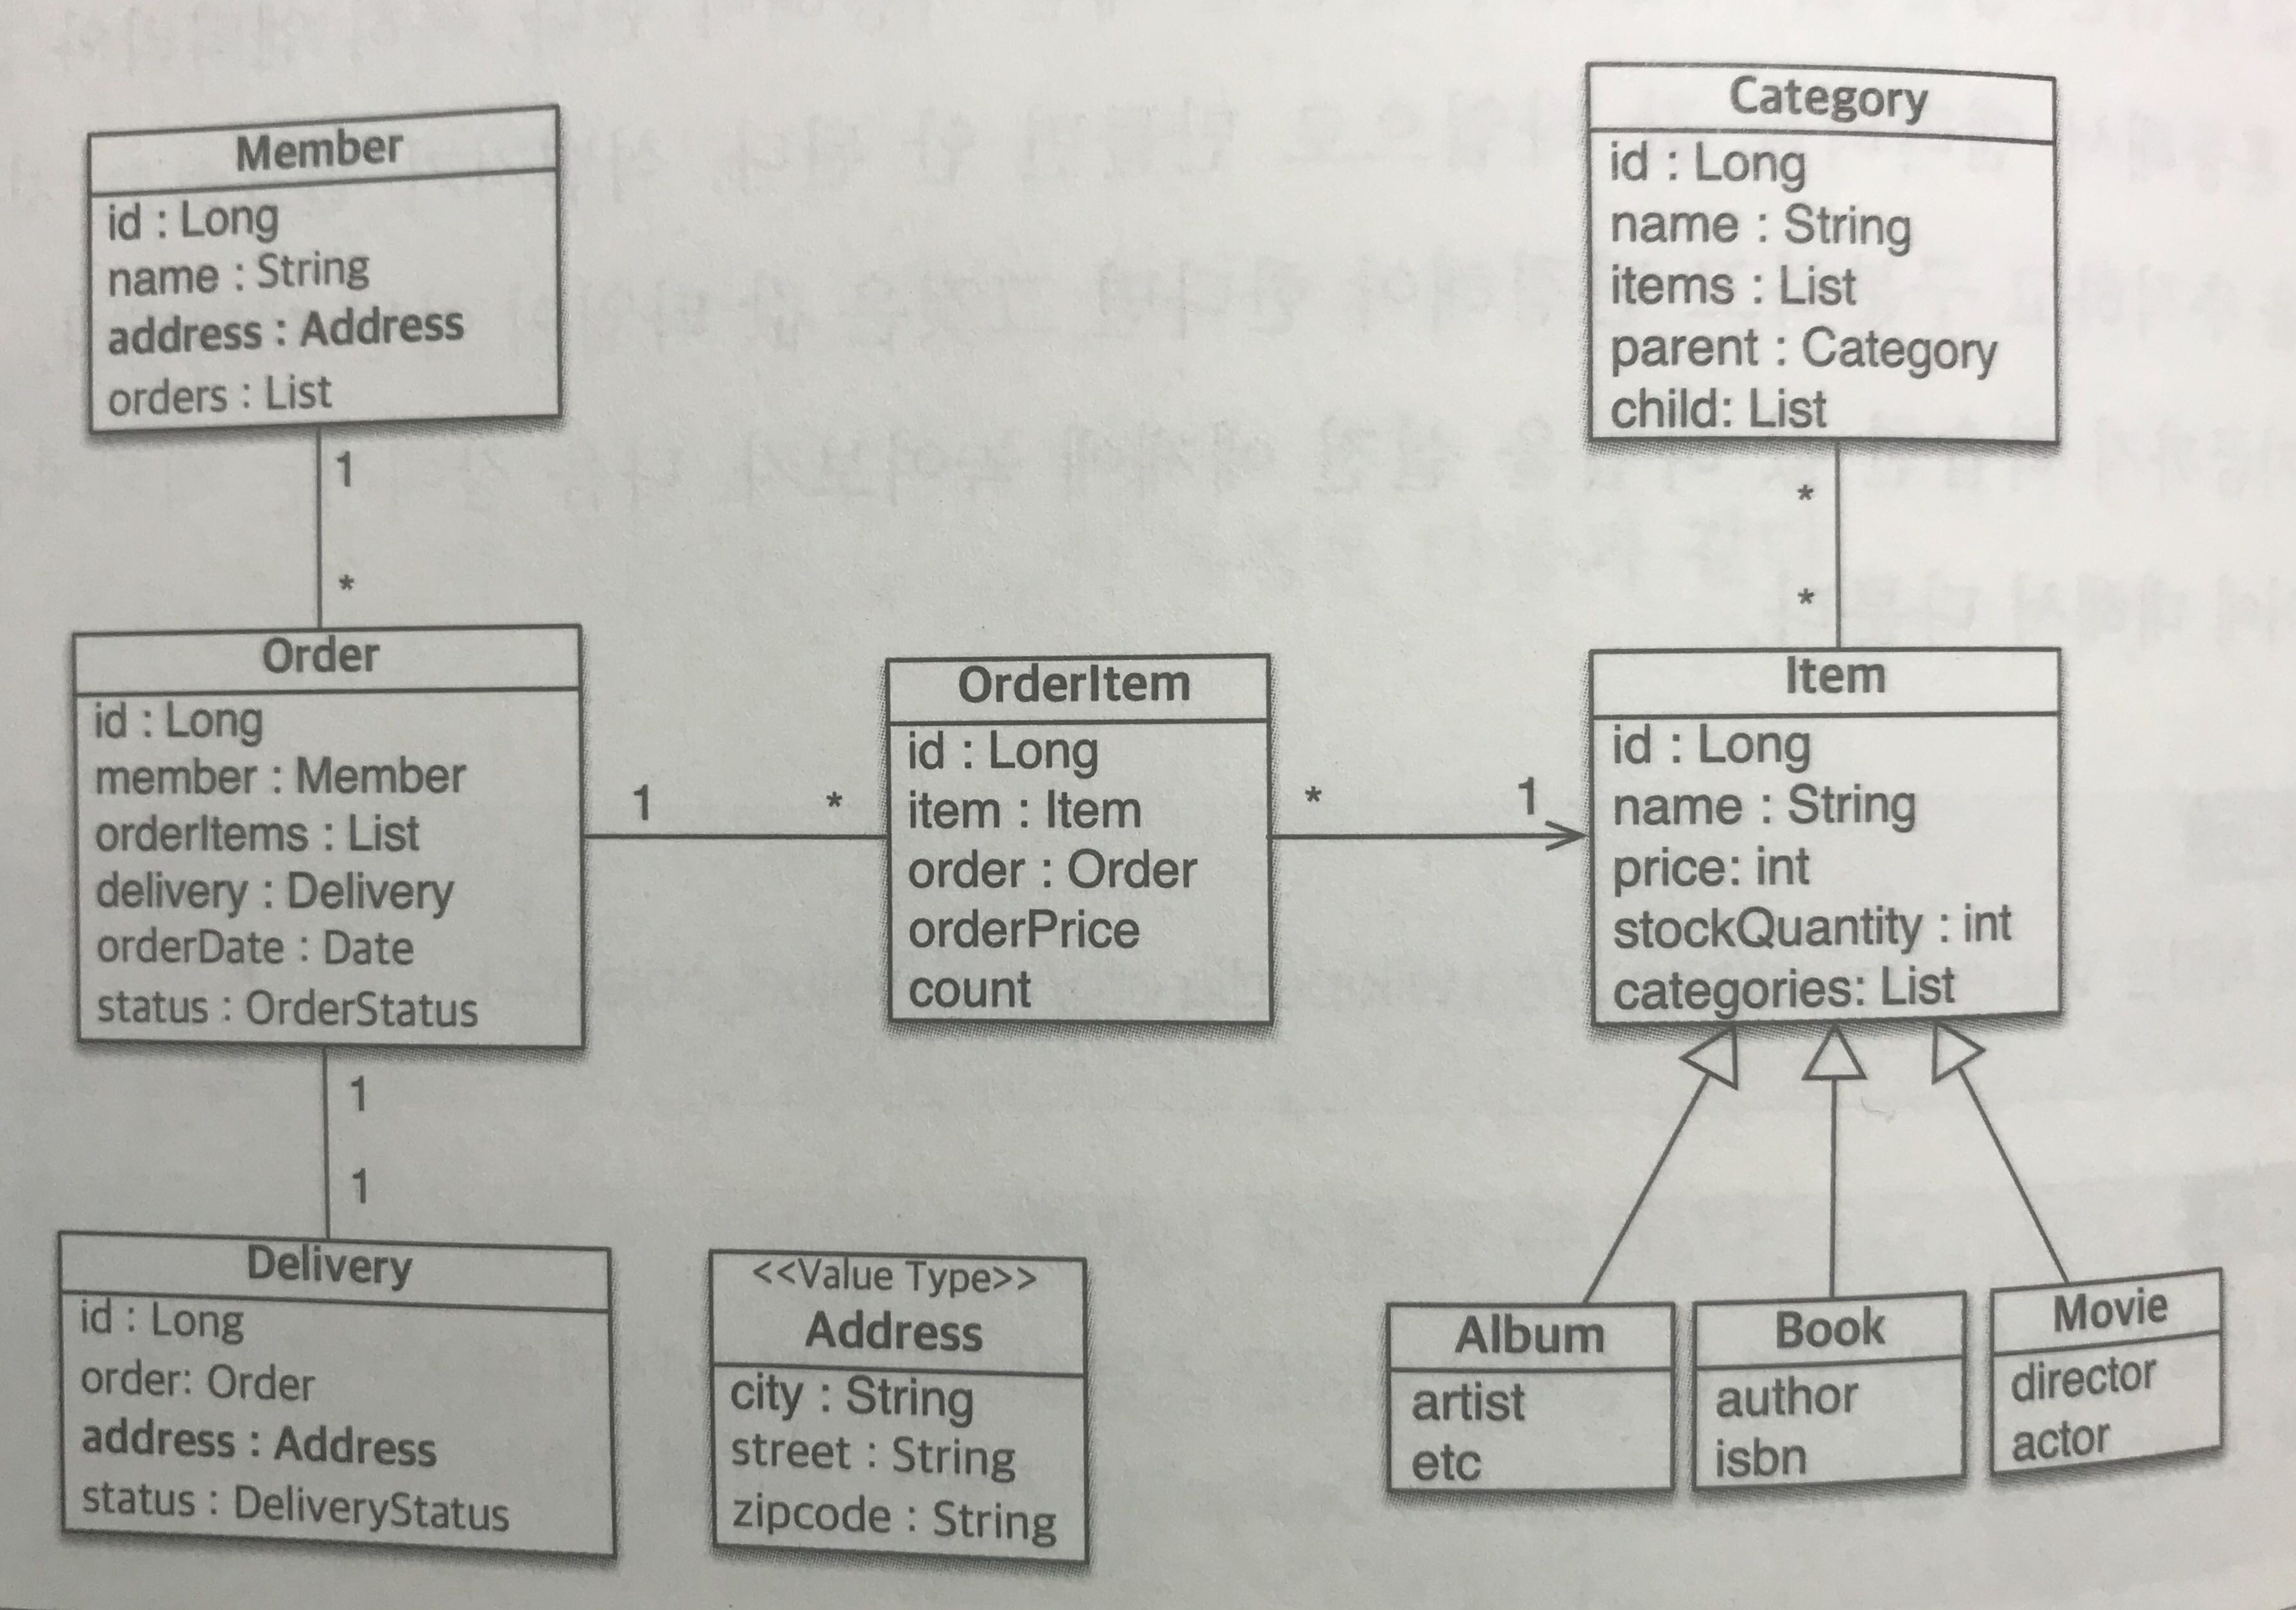 Member
id : Long
name : String
address : Address
orders : List
1
*
Category
id : Long
name : String
items : List
parent : Category
child: List
*
*
Order
id : Long
member : Member
orderItems : List
delivery : Delivery
orderDate : Date
status : OrderStatus
1
*
OrderItem
id : Long
item : Item
order : Order
orderPrice
count
*
1
Item
id : Long
name : String
price: int
stockQuantity : int
categories: List
1
1
Delivery
id : Long
order: Order
address : Address
status : DeliveryStatus
<<Value Type>>
Address
city : String
street : String
zipcode : String
Album
artist
etc
Book
author
isbn
Movie
director
actor